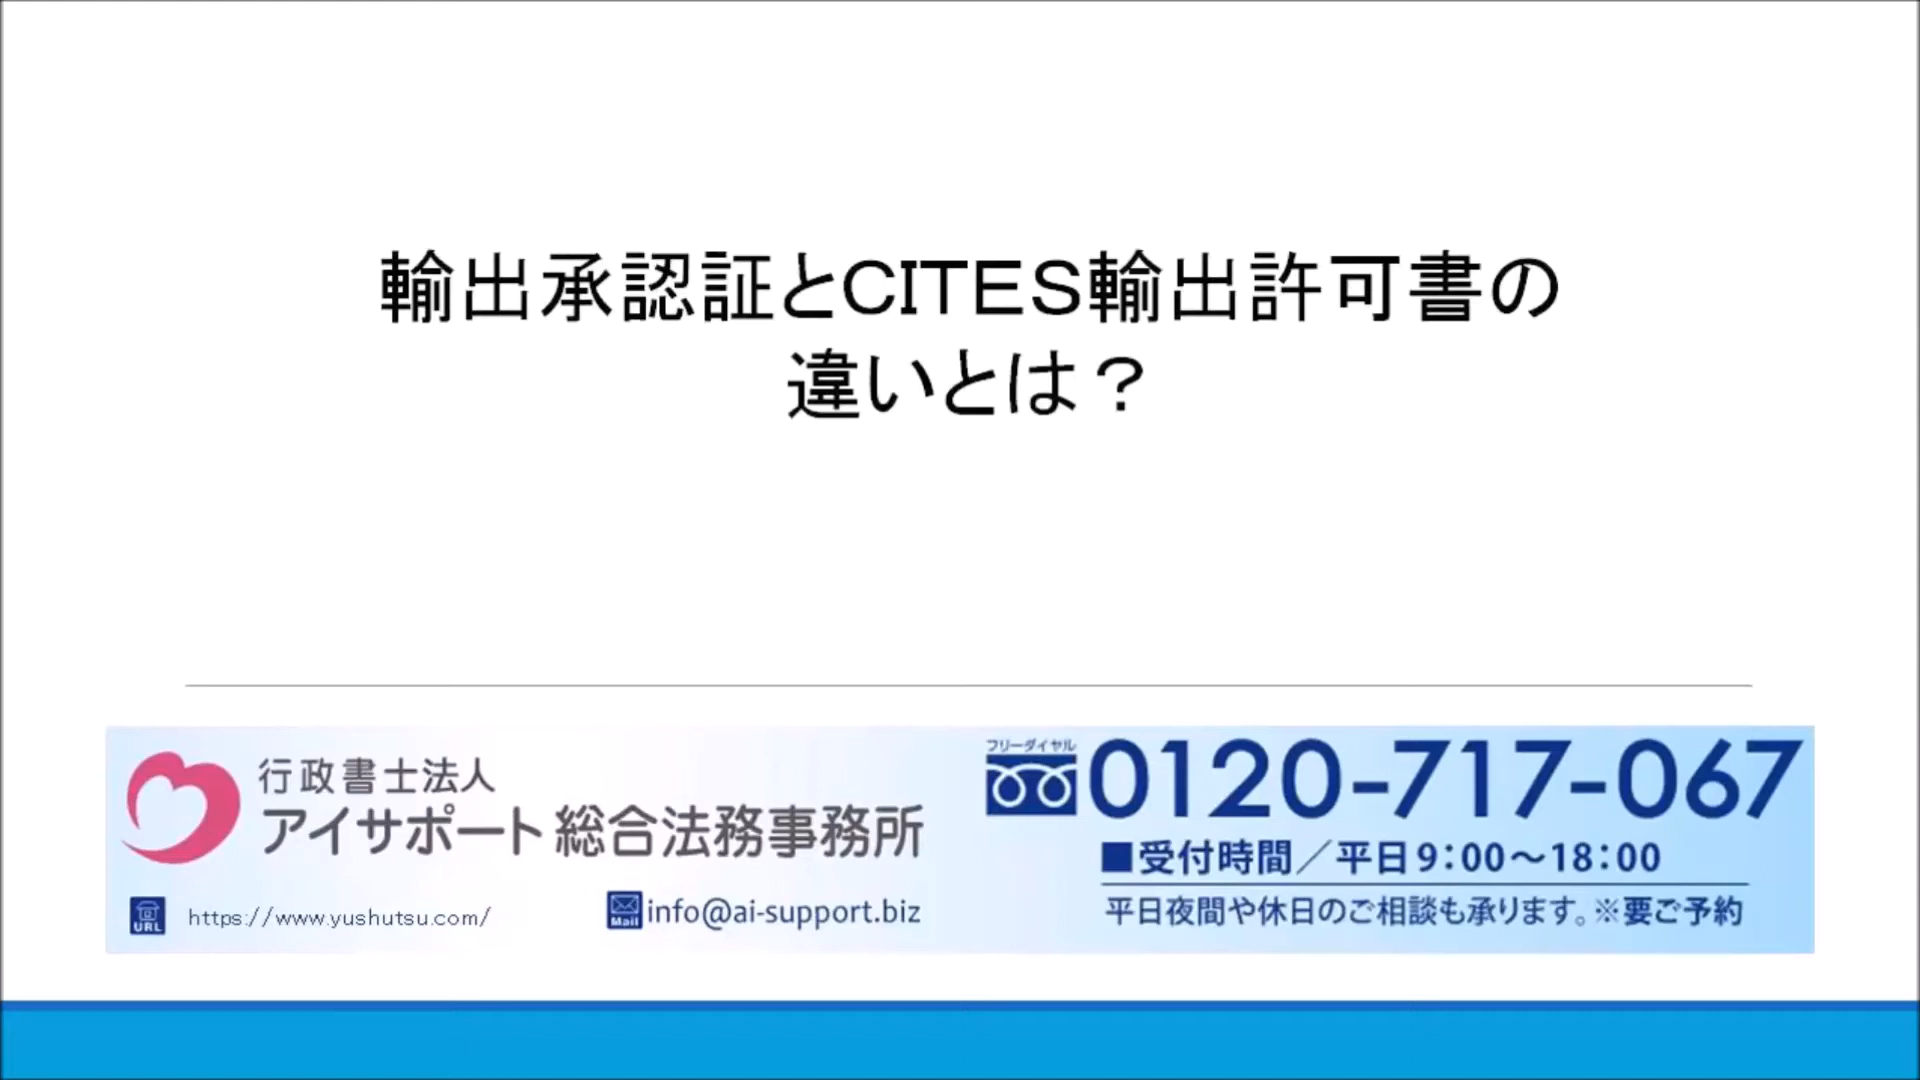 輸出承認証とCITES輸出許可書の
違いとは？
行政書士法人
アイサポート総合法務事務所
URL https://www.yushutsu.com/
Mail info@ai-support.biz
フリーダイヤル
0120-717-067
■受付時間／平日9:00～18:00
平日夜間や休日のご相談も承ります。※要ご予約